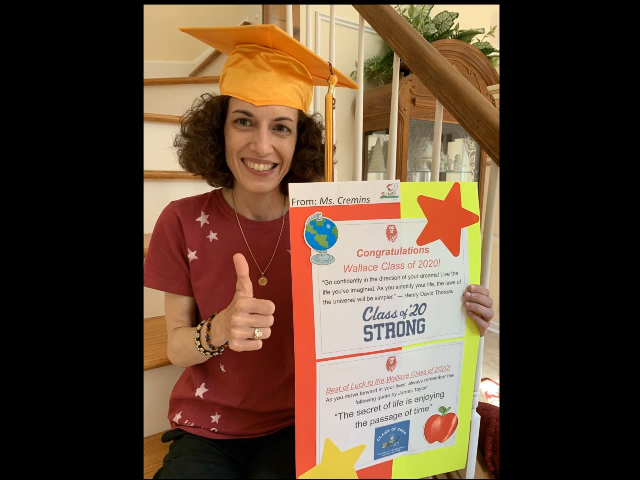 From: Ms. Cremins
Congratulations
Wallace Class of 2020!
"Go confidently in the direction of your dreams! Live the
life you've imagined. As you simplify your life, the laws of
the universe will be simpler." — Henry David Thoreau
Class of '20
STRONG
Best of Luck to the Wallace Class of 2020!
As you move forward in your lives, always remember the
following quote by James Taylor:
"The secret of life is enjoying
the passage of time"
CLASS OF 2020